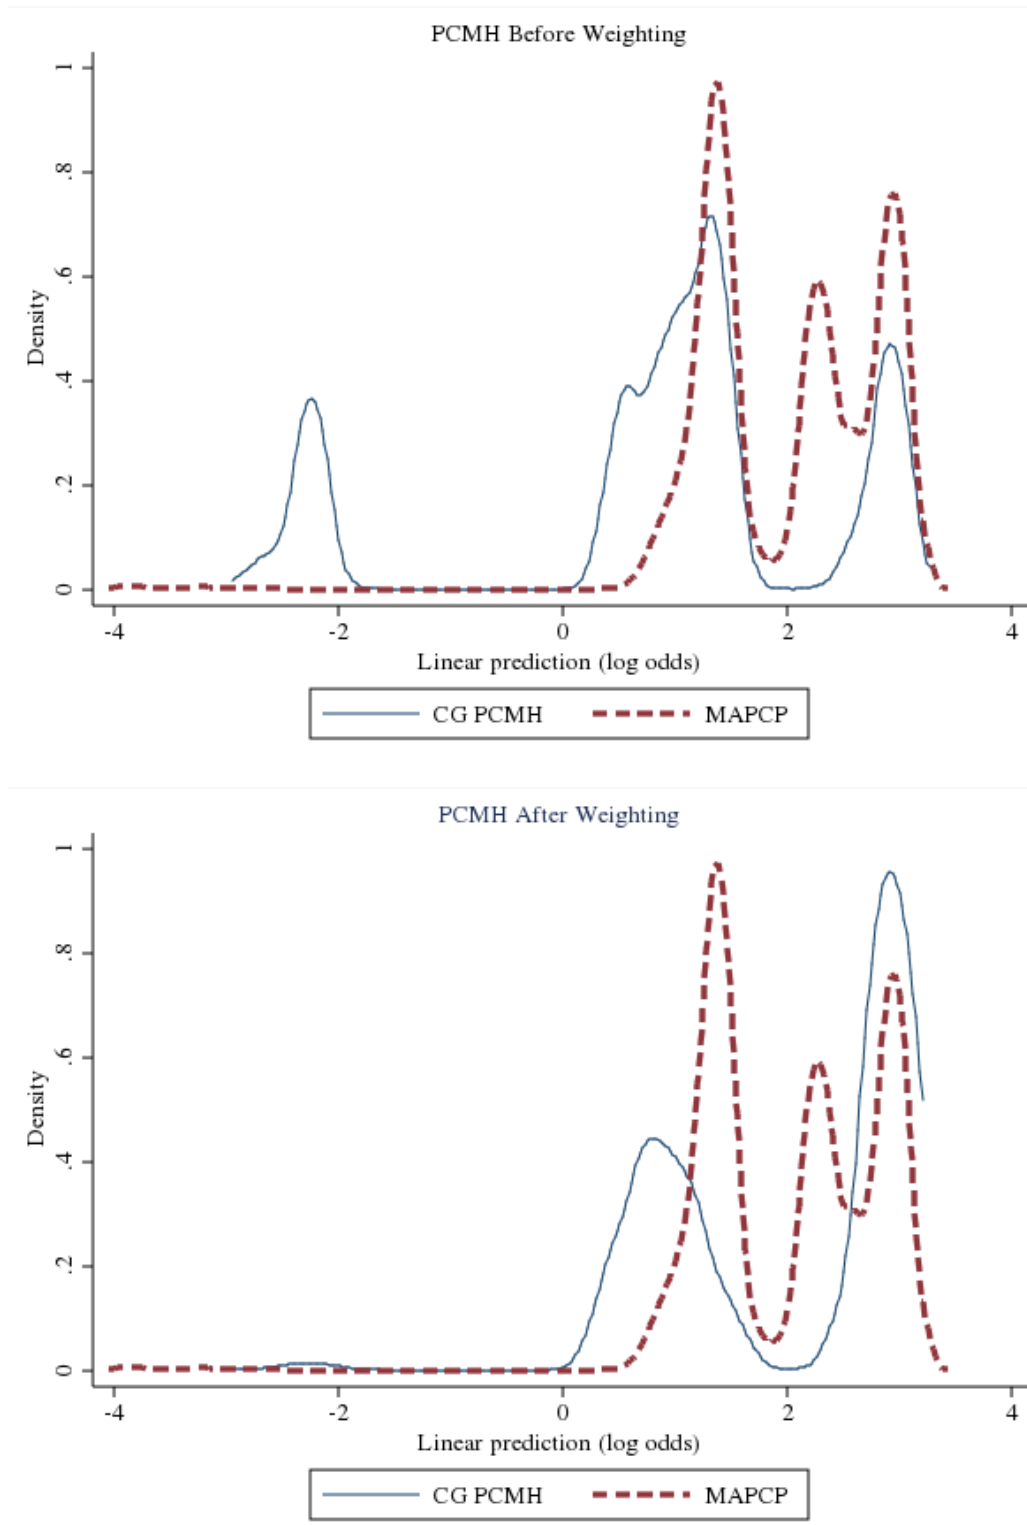 PCMH Before Weighting
1
.8
.6
.4
.2
0
Density
-4 -2 0 2 4
Linear prediction (log odds)
CG PCMH MAPCP
PCMH After Weighting
1
.8
.6
.4
.2
0
Density
-4 -2 0 2 4
Linear prediction (log odds)
CG PCMH MAPCP